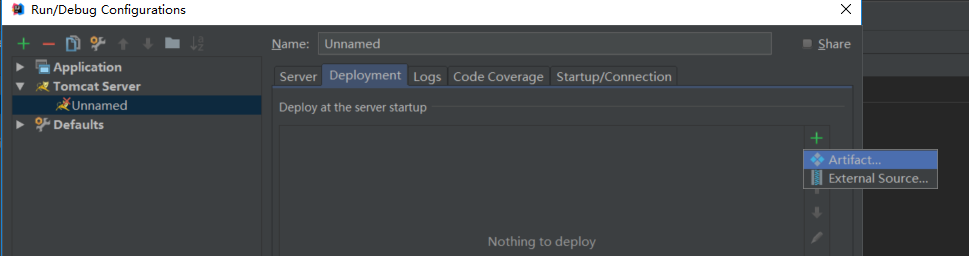 Run/Debug Configurations
Name: Unnamed Share
Application
Tomcat Server
Unnamed
Defaults
Server Deployment Logs Code Coverage Startup/Connection
Deploy at the server startup
Artifact...
External Source...
Nothing to deploy